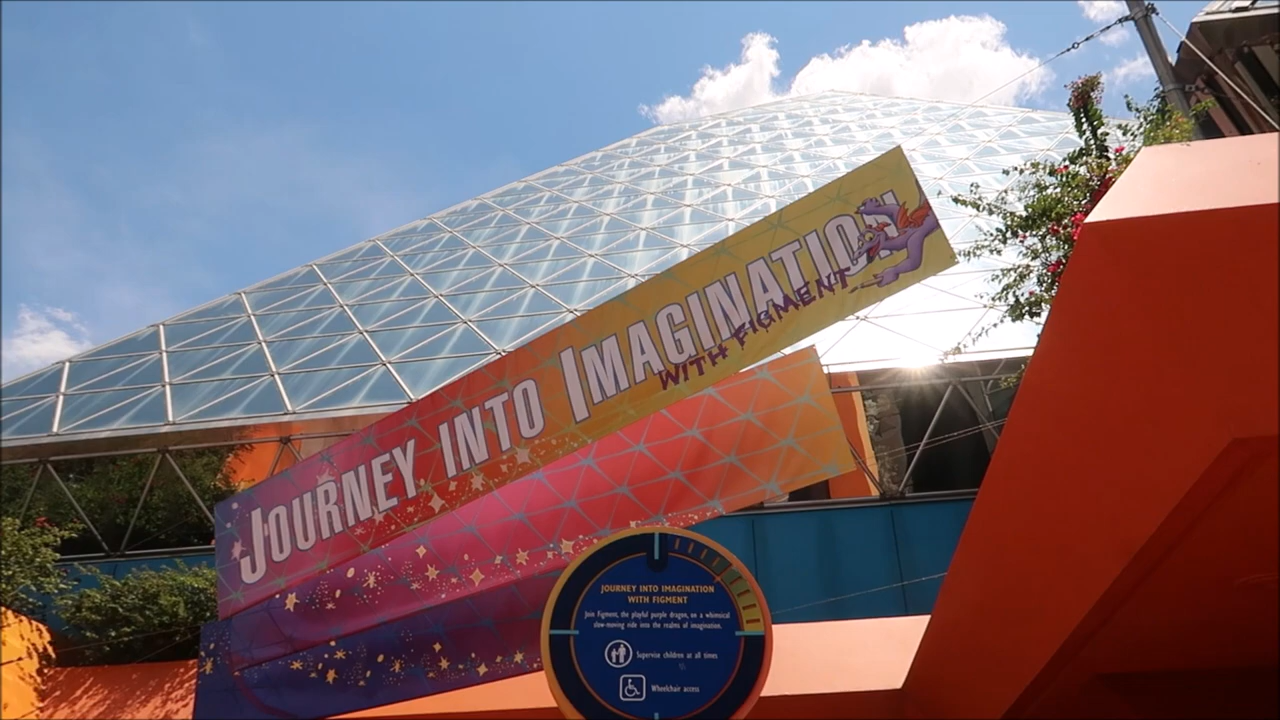 JOURNEY INTO IMAGINATION
WITH FIGMENT
JOURNEY INTO IMAGINATION
WITH FIGMENT
Join Figment, the playful purple dragon, on a whimsical
slow-moving ride into the realms of imagination.
Supervise children at all times
Wheelchair access